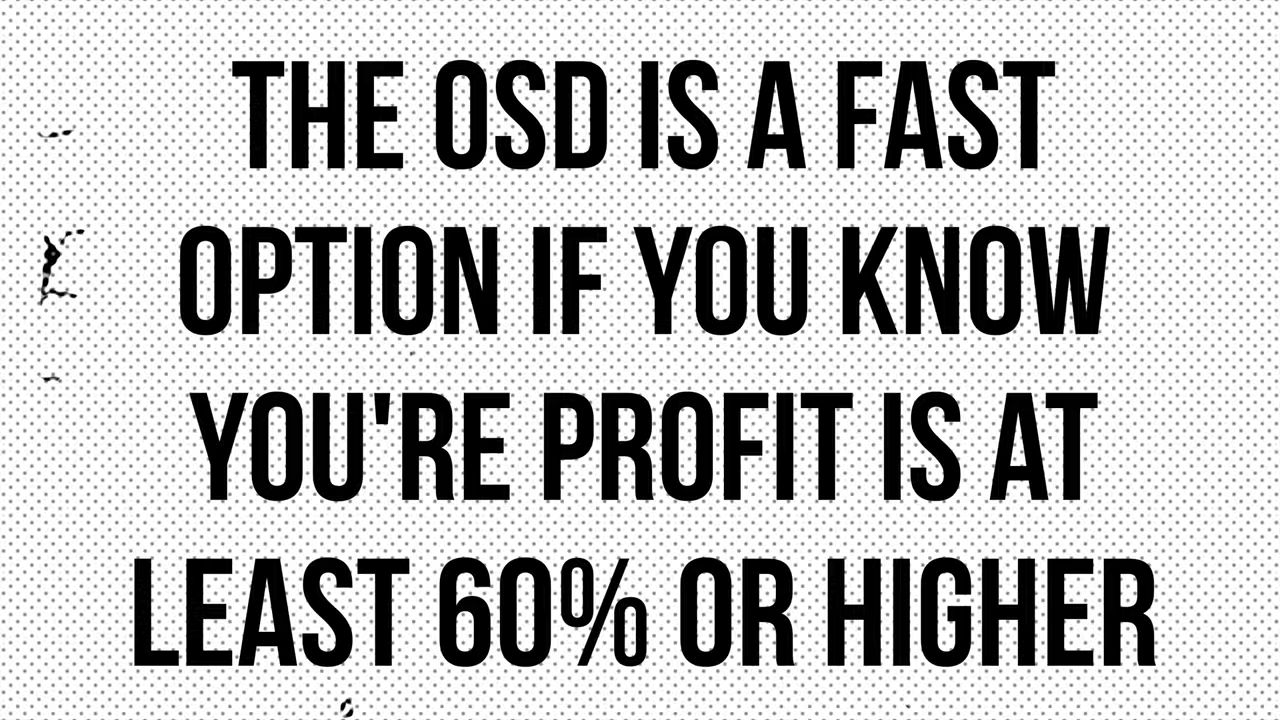 THE OSD IS A FAST
OPTION IF YOU KNOW
YOU'RE PROFIT IS AT
LEAST 60% OR HIGHER